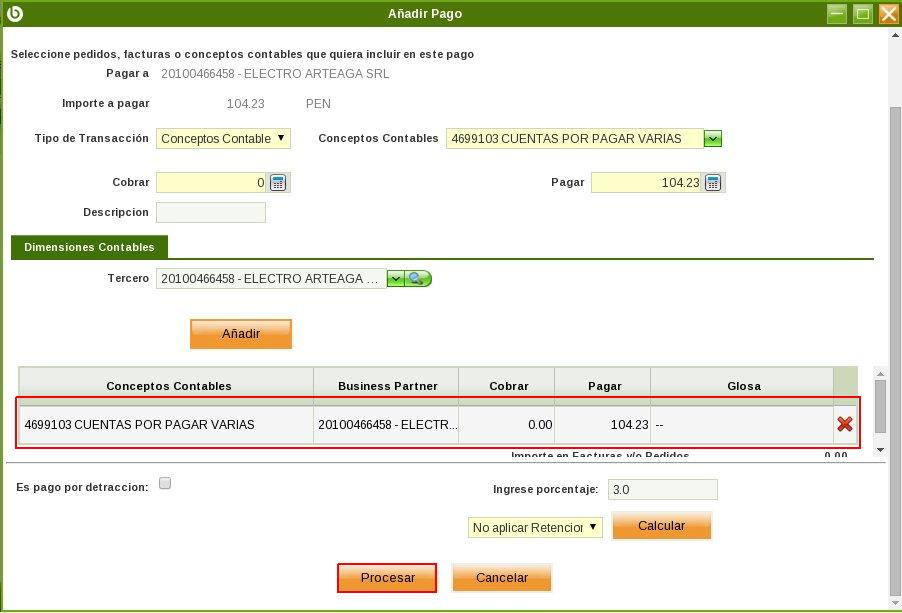 Añadir Pago
Seleccione pedidos, facturas o conceptos contables que quiera incluir en este pago
Pagar a 20100466458 - ELECTRO ARTEAGA SRL
Importe a pagar 104.23 PEN
Tipo de Transacción Conceptos Contable Conceptos Contables 4699103 CUENTAS POR PAGAR VARIAS
Cobrar 0 Pagar 104.23
Descripcion
Dimensiones Contables
Tercero 20100466458 - ELECTRO ARTEAGA ...
Añadir
Conceptos Contables Business Partner Cobrar Pagar Glosa
4699103 CUENTAS POR PAGAR VARIAS 20100466458 - ELECTR... 0.00 104.23 --
Importe en Facturas y/o Pedidos 0.00
Es pago por detraccion: Ingrese porcentaje: 3.0
No aplicar Retencior Calcular
Procesar Cancelar